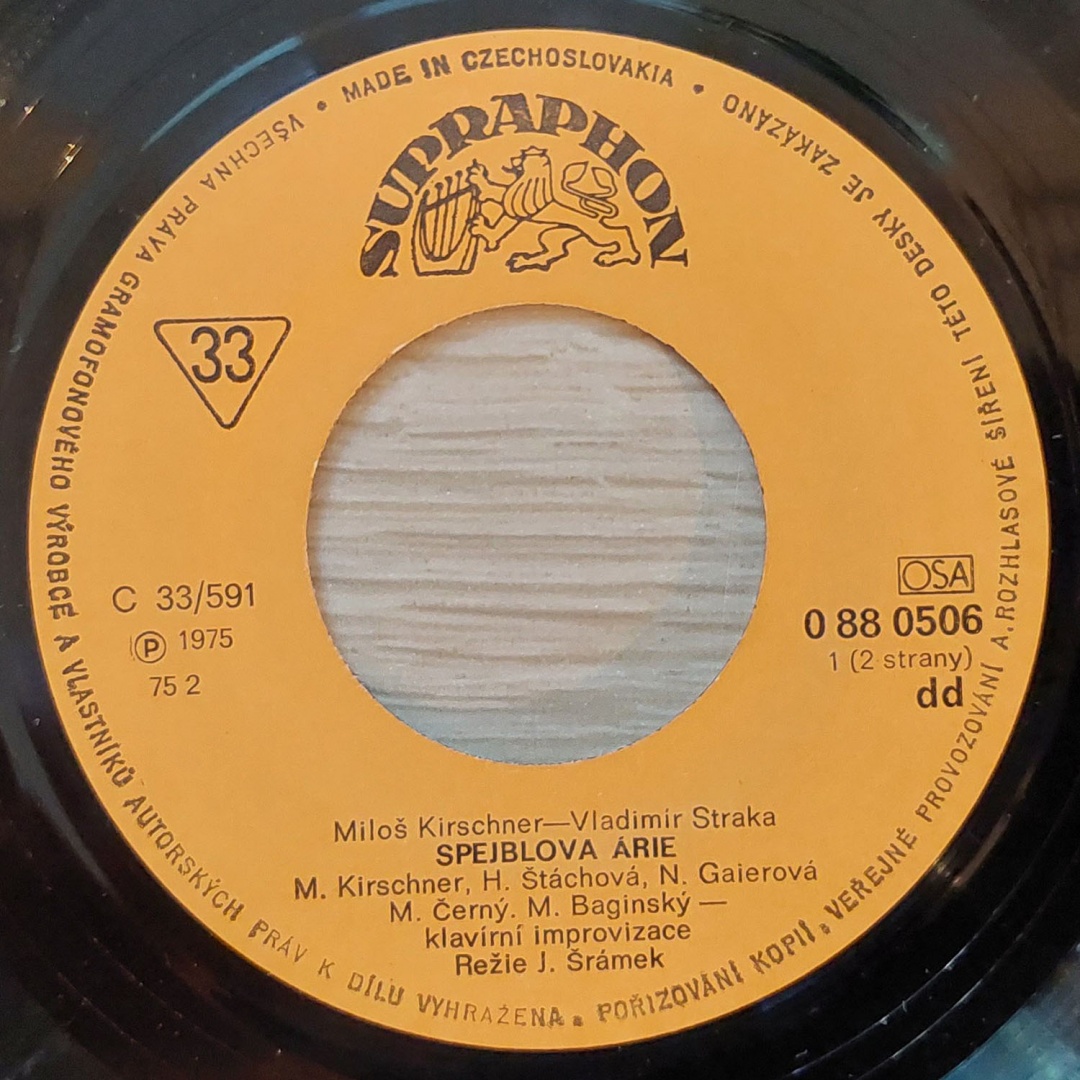 MADE IN CZECHOSLOVAKIA • VŠECHNA PRÁVA GRAMOFONOVÉHO VÝROBCE A VLASTNÍKŮ AUTORSKÝCH PRÁV K DÍLU VYHRAŽENA. POŘIZOVÁNÍ KOPIÍ, VEŘEJNÉ PROVOZOVÁNÍ A ROZHLASOVÉ ŠÍŘENÍ TÉTO DESKY JE ZAKÁZÁNO •
SUPRAPHON
33
OSA
C 33/591
0 88 0506
Ⓟ 1975
1 (2 strany)
75 2
dd
Miloš Kirschner—Vladimír Straka
SPEJBLOVA ÁRIE
M. Kirschner, H. Štáchová, N. Gaierová
M. Černý. M. Baginský —
klavírní improvizace
Režie J. Šrámek